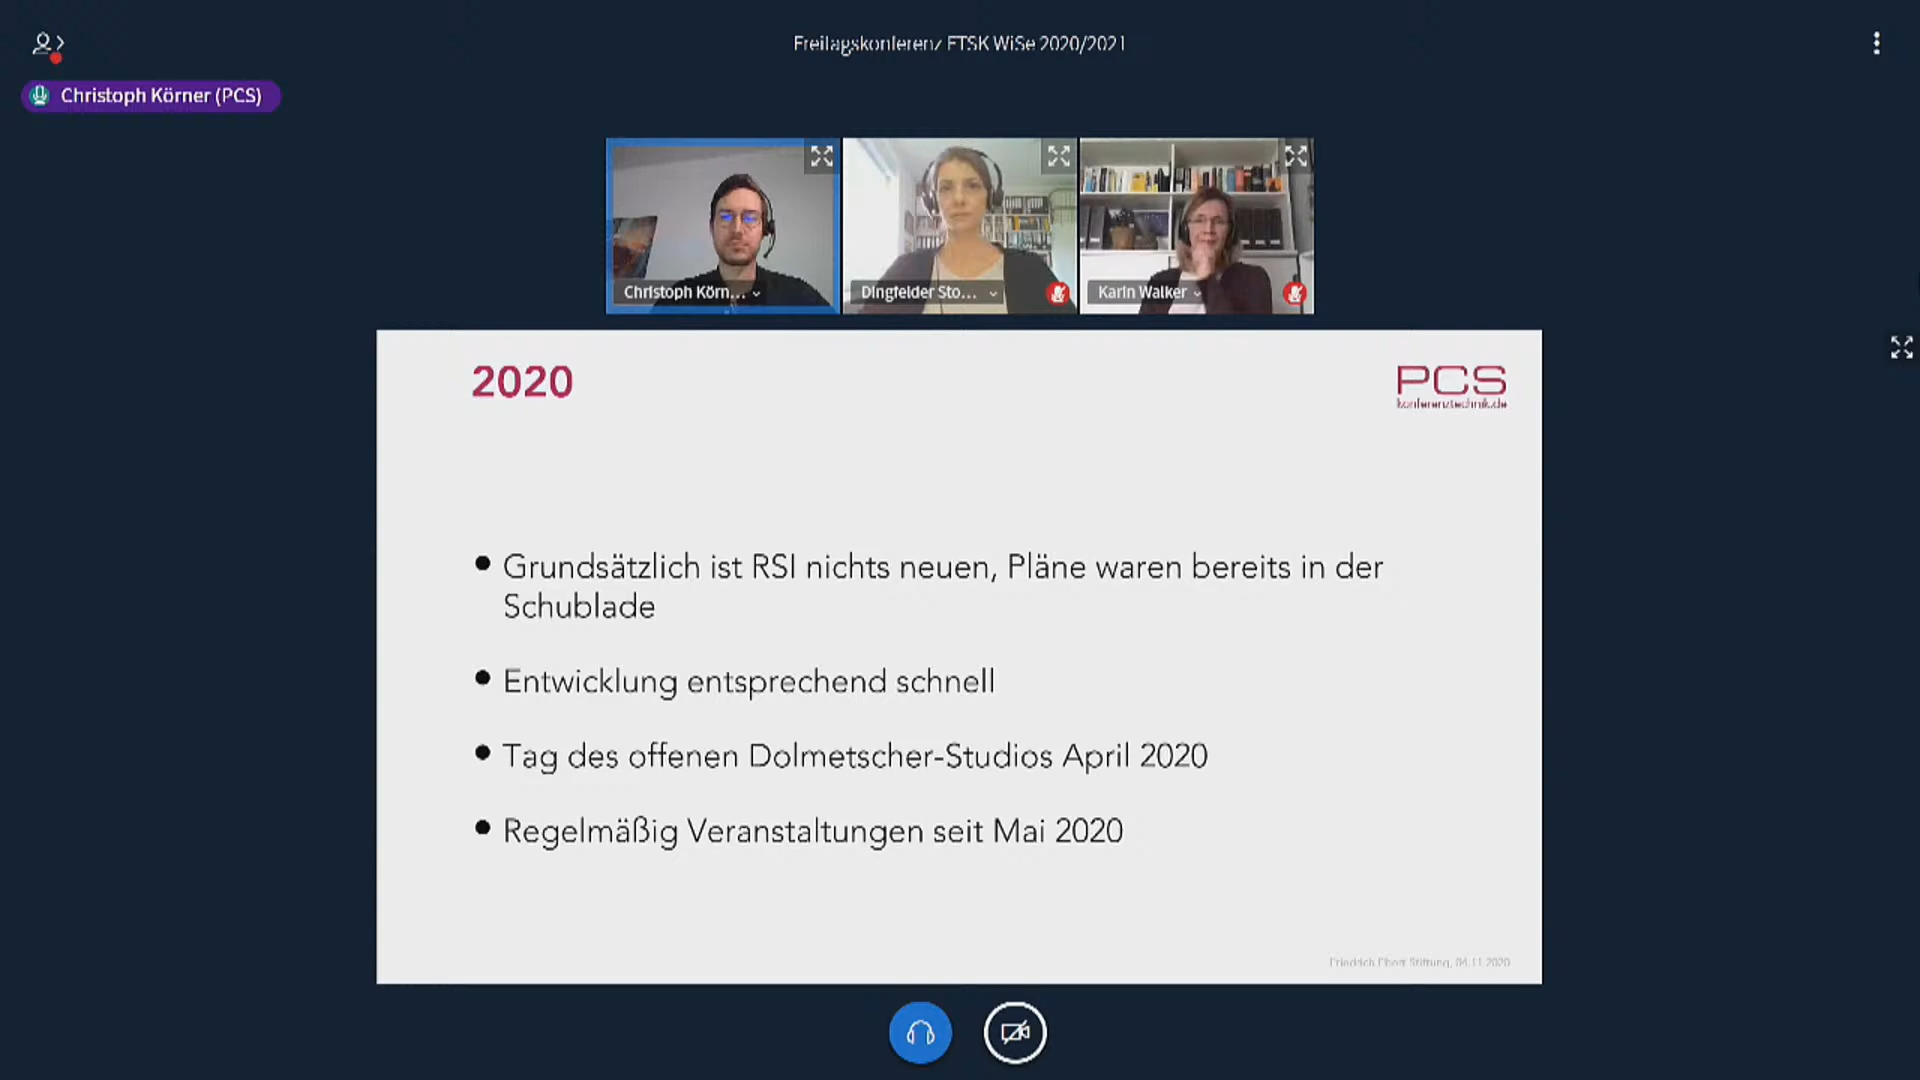 Freitagskonferenz FTSK WiSe 2020/2021
Christoph Körner (PCS)
Christoph Körn...
Dingfelder Sto...
Karin Walker
2020
PCS
konferenztechnik.de
Grundsätzlich ist RSI nichts neuen, Pläne waren bereits in der
Schublade
Entwicklung entsprechend schnell
Tag des offenen Dolmetscher-Studios April 2020
Regelmäßig Veranstaltungen seit Mai 2020
Friedrich Ebert Stiftung, 04.11.2020